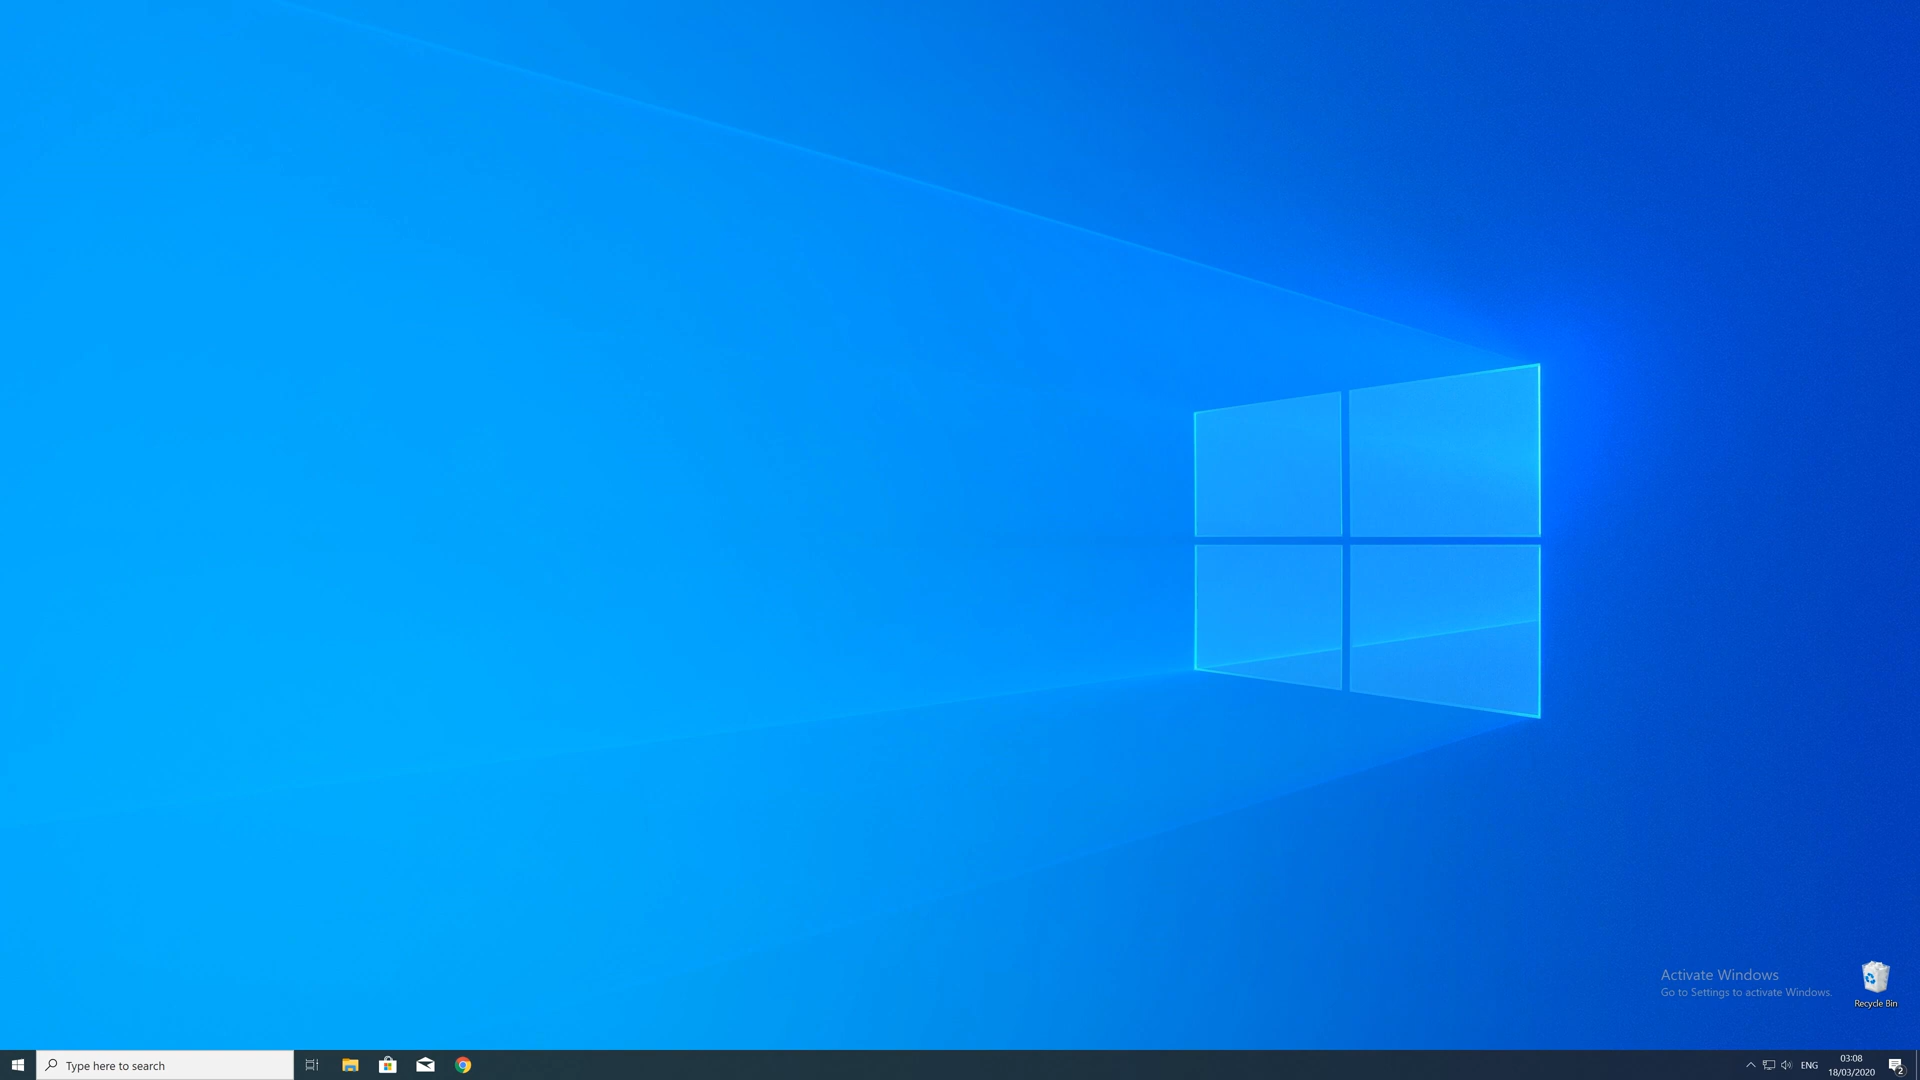 Activate Windows
Go to Settings to activate Windows.
Recycle Bin
Type here to search
ENG
03:08
18/03/2020
2